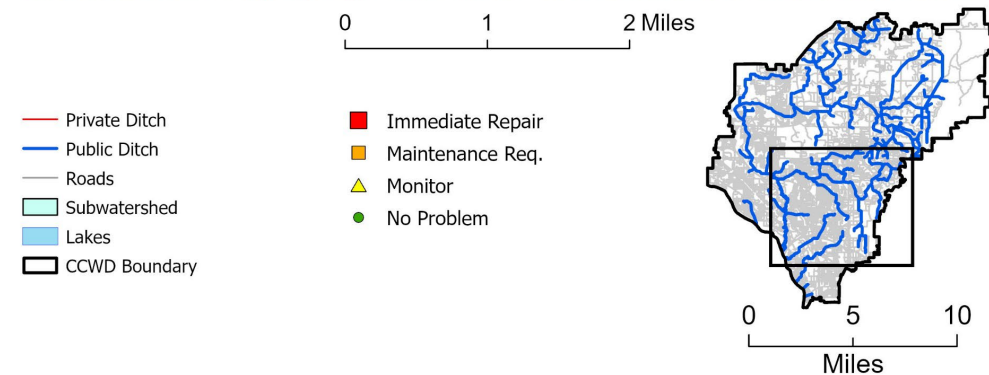 0 1 2 Miles
Private Ditch
Public Ditch
Roads
Subwatershed
Lakes
CCWD Boundary
Immediate Repair
Maintenance Req.
Monitor
No Problem
0 5 10
Miles